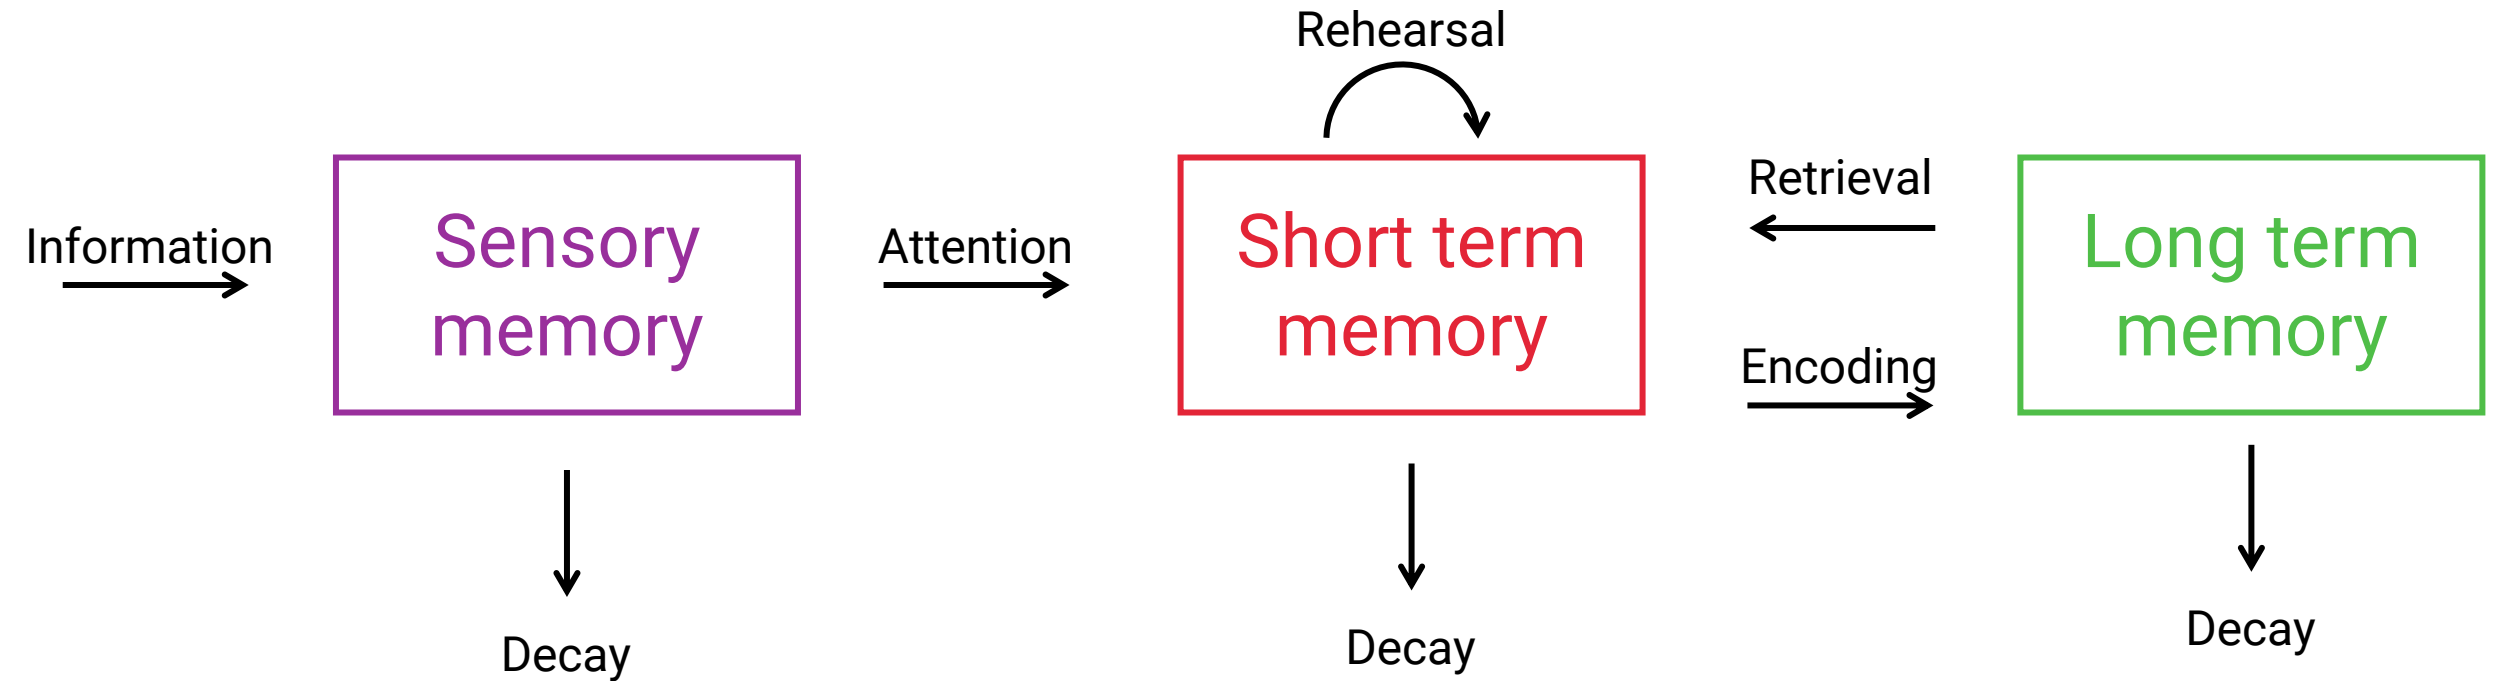 Rehearsal
Information
Sensory
memory
Attention
Short term
memory
Retrieval
Encoding
Long term
memory
Decay
Decay
Decay